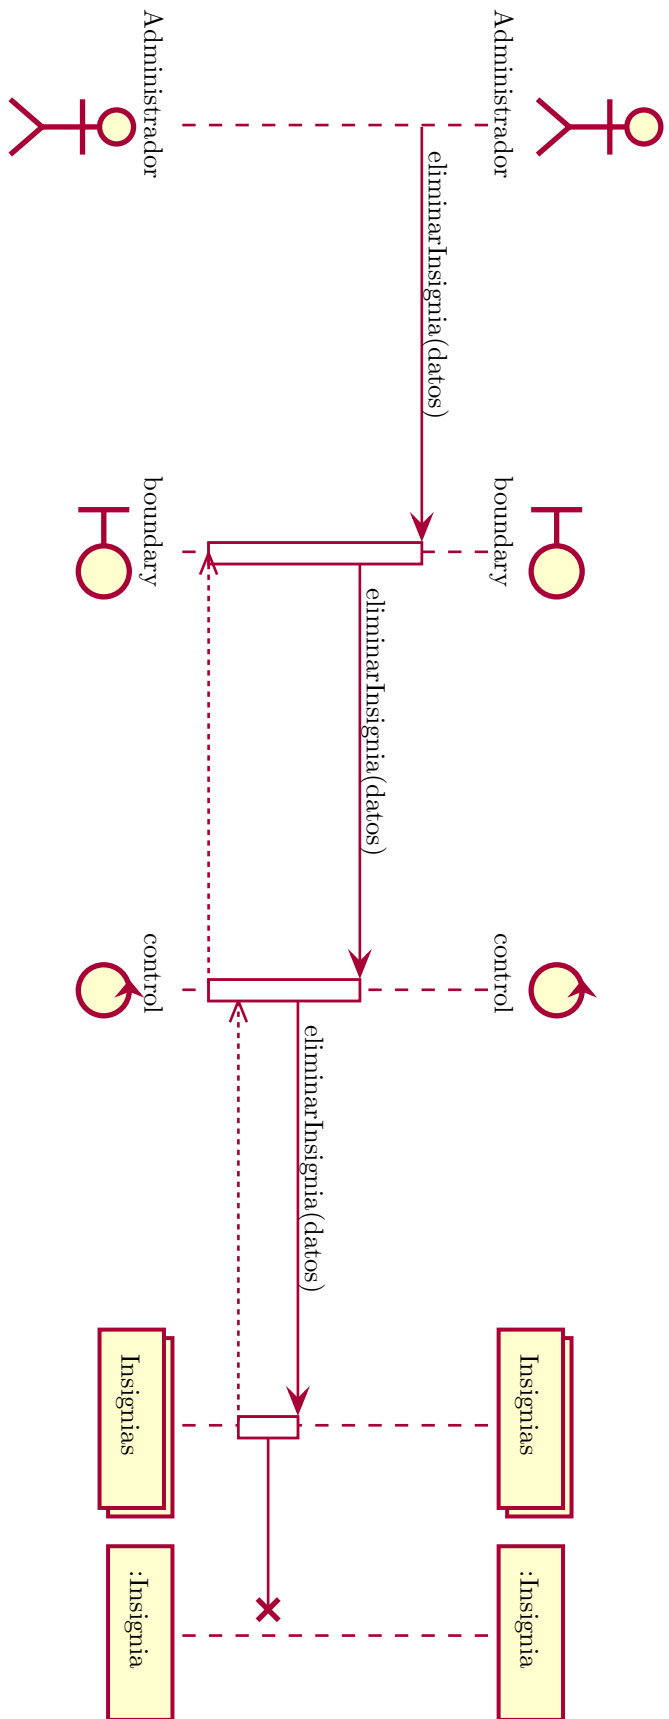 Administrador
boundary
control
Insignias
:Insignia
eliminarInsignia(datos)
eliminarInsignia(datos)
eliminarInsignia(datos)
Administrador
boundary
control
Insignias
:Insignia